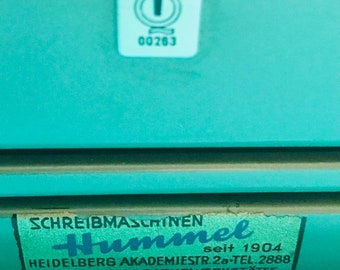 00263
SCHREIBMASCHINEN
Hummel
seit 1904
HEIDELBERG AKADEMIESTR.2a-TEL.2888